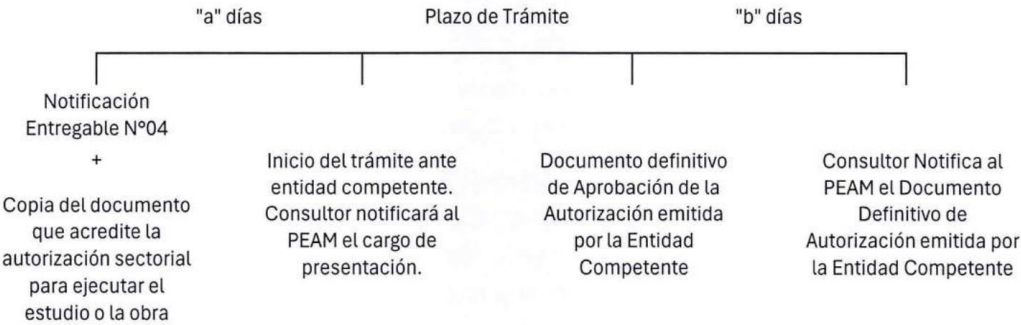 "a" días
Plazo de Trámite
"b" días
Notificación
Entregable N°04
+
Copia del documento
que acredite la
autorización sectorial
para ejecutar el
estudio o la obra
Inicio del trámite ante
entidad competente.
Consultor notificará al
PEAM el cargo de
presentación.
Documento definitivo
de Aprobación de la
Autorización emitida
por la Entidad
Competente
Consultor Notifica al
PEAM el Documento
Definitivo de
Autorización emitida por
la Entidad Competente